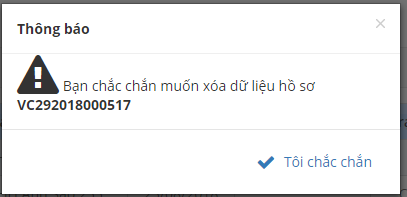 Thông báo
Bạn chắc chắn muốn xóa dữ liệu hồ sơ
VC292018000517
Tôi chắc chắn